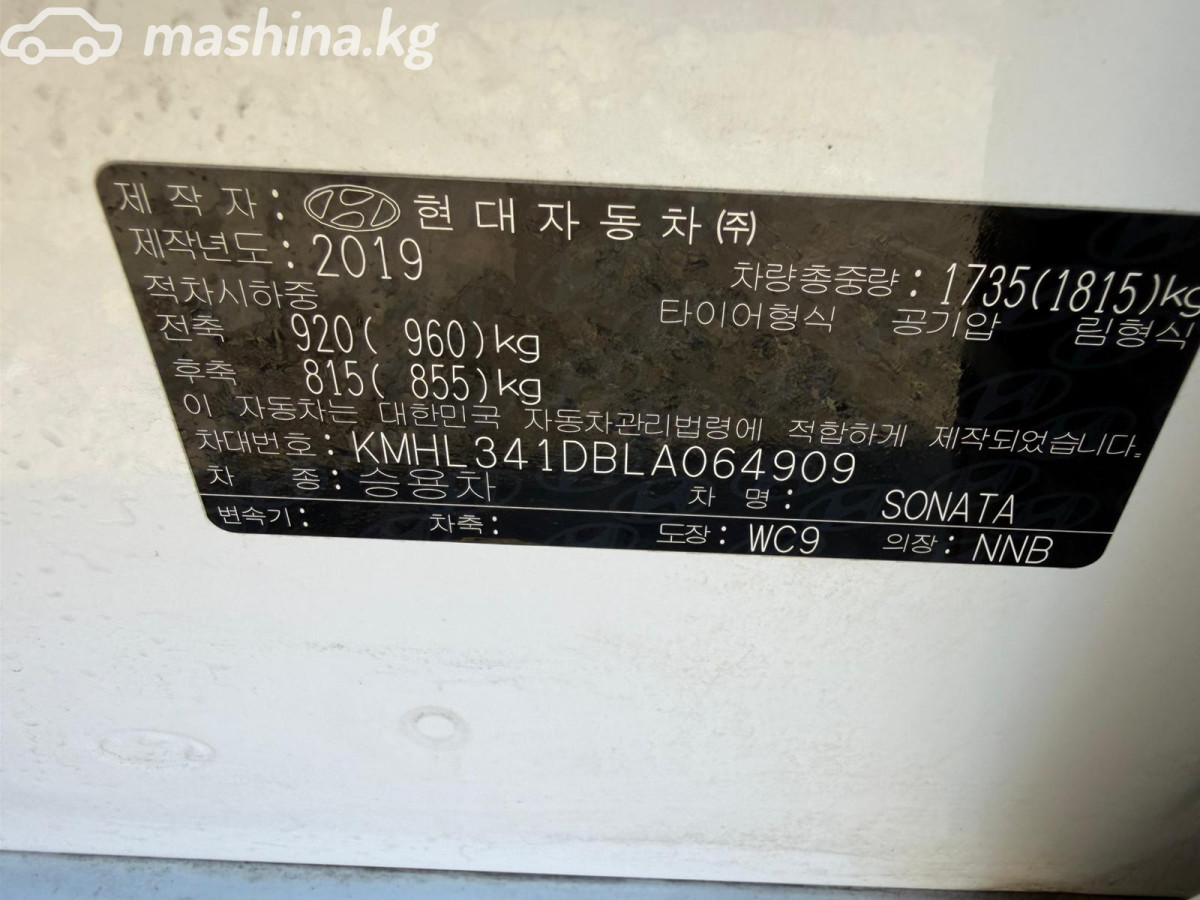 mashina.kg
제작자: 현대자동차(주)
제작년도: 2019
차량총중량: 1735(1815)kg
적차시하중 타이어형식 공기압 림형식
전축 920( 960)kg
후축 815( 855)kg
이 자동차는 대한민국 자동차관리법령에 적합하게 제작되었습니다.
차대번호: KMHL341DBLA064909
차종: 승용차 차명: SONATA
변속기: 차축: 도장: WC9 의장: NNB